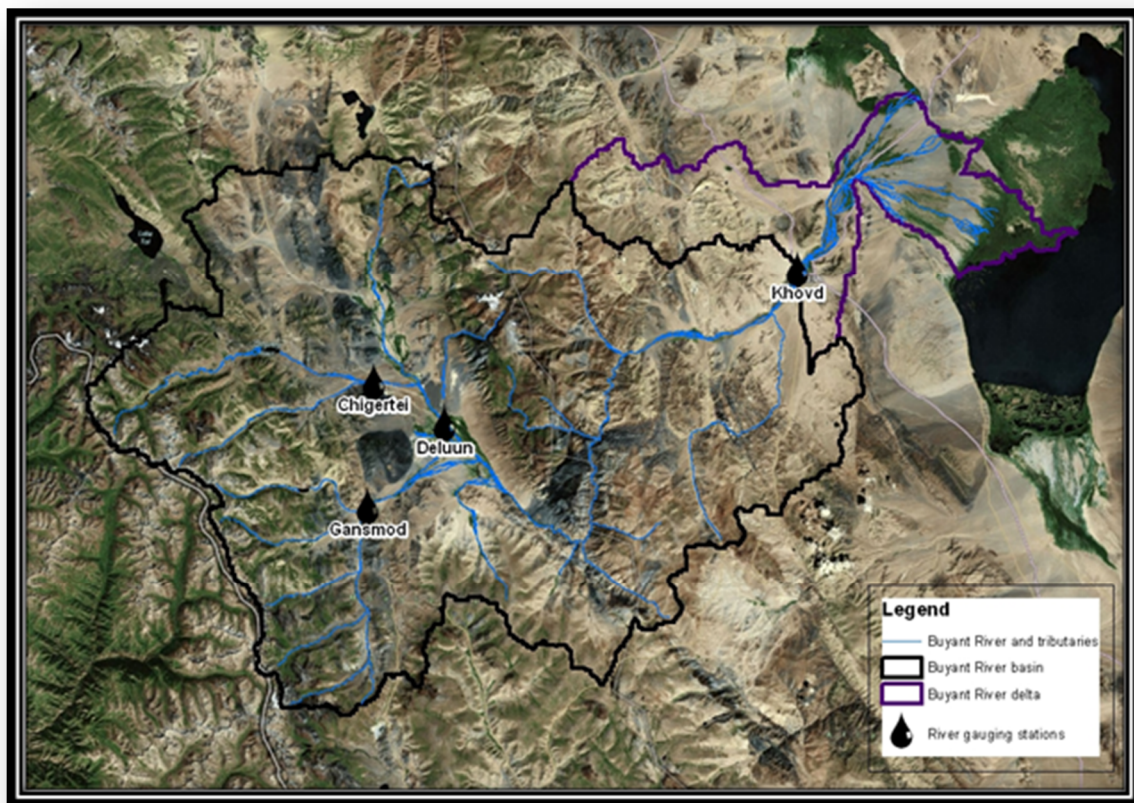 Khovd
Chigertei
Deluun
Gansmod
Legend
Buyant River and tributaries
Buyant River basin
Buyant River delta
River gauging stations